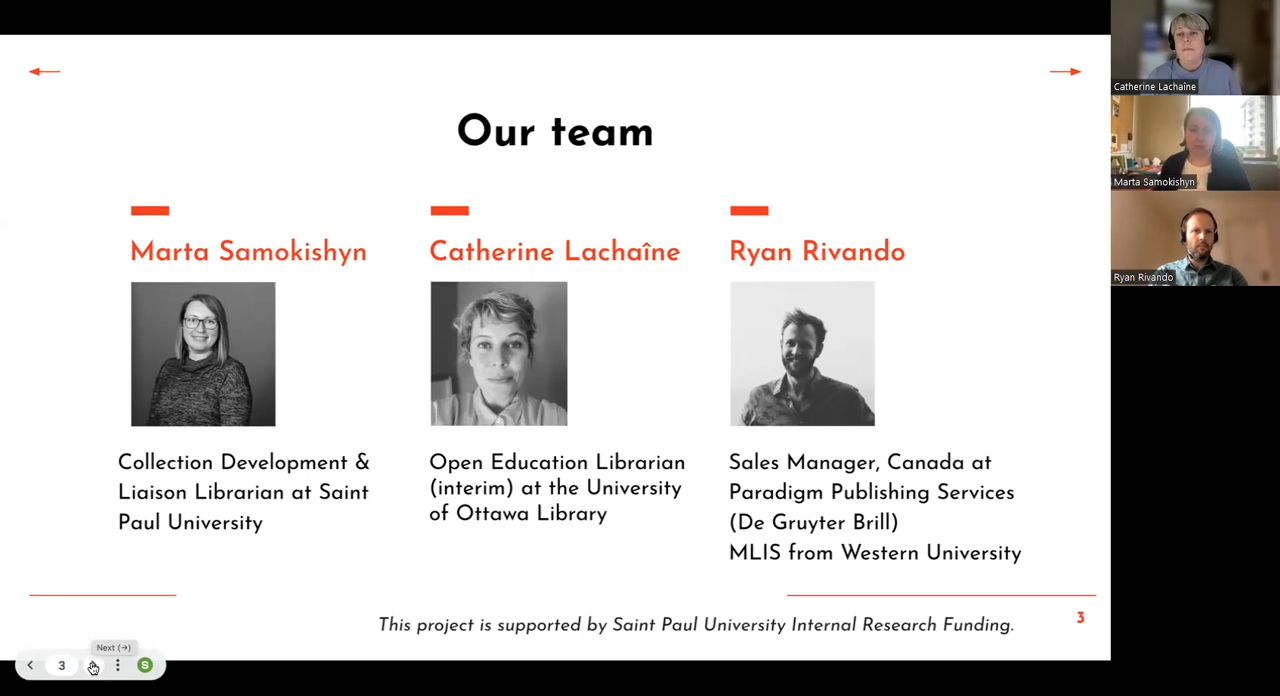 Our team
Marta Samokishyn
Collection Development &
Liaison Librarian at Saint
Paul University
Catherine Lachaîne
Open Education Librarian
(interim) at the University
of Ottawa Library
Ryan Rivando
Sales Manager, Canada at
Paradigm Publishing Services
(De Gruyter Brill)
MLIS from Western University
This project is supported by Saint Paul University Internal Research Funding.
3
Next (→)
3
S
Catherine Lachaîne
Marta Samokishyn
Ryan Rivando